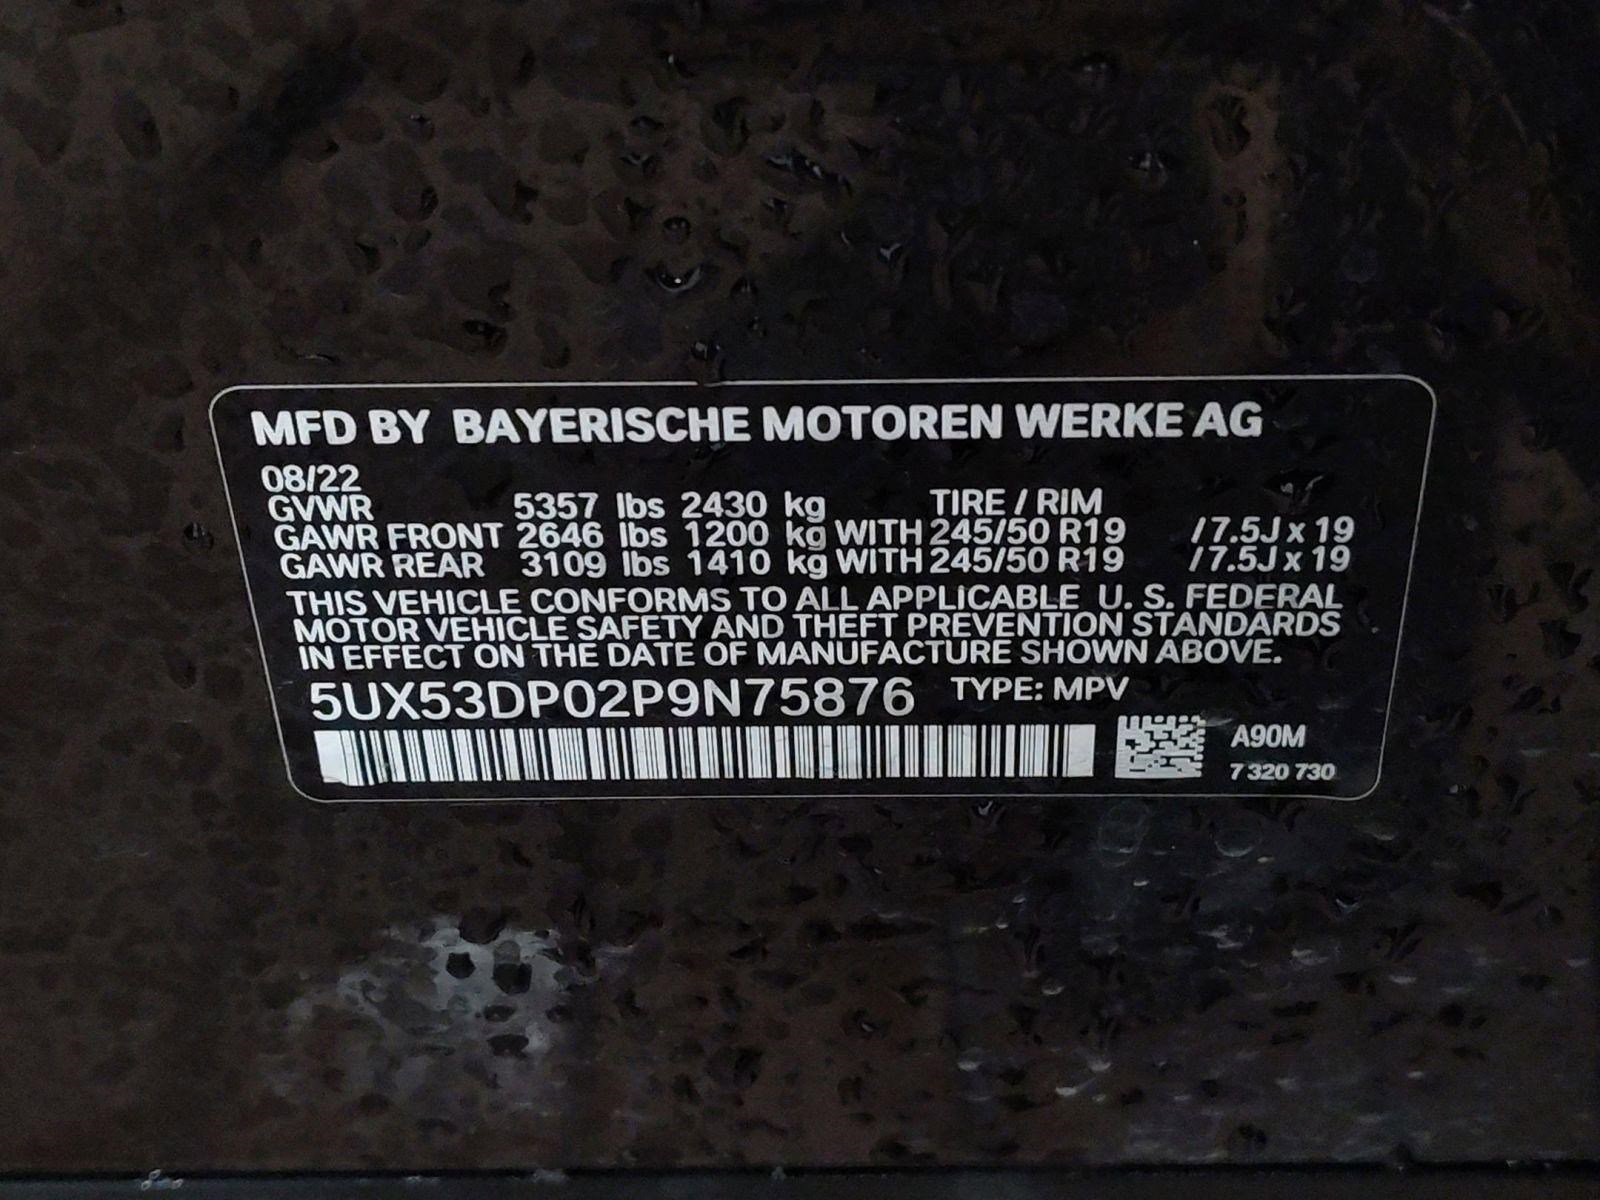 MFD BY BAYERISCHE MOTOREN WERKE AG
08/22
GVWR 5357 lbs 2430 kg TIRE / RIM
GAWR FRONT 2646 lbs 1200 kg WITH 245/50 R19 /7.5J x 19
GAWR REAR 3109 lbs 1410 kg WITH 245/50 R19 /7.5J x 19
THIS VEHICLE CONFORMS TO ALL APPLICABLE U. S. FEDERAL
MOTOR VEHICLE SAFETY AND THEFT PREVENTION STANDARDS
IN EFFECT ON THE DATE OF MANUFACTURE SHOWN ABOVE.
5UX53DP02P9N75876 TYPE: MPV
A90M
7 320 730